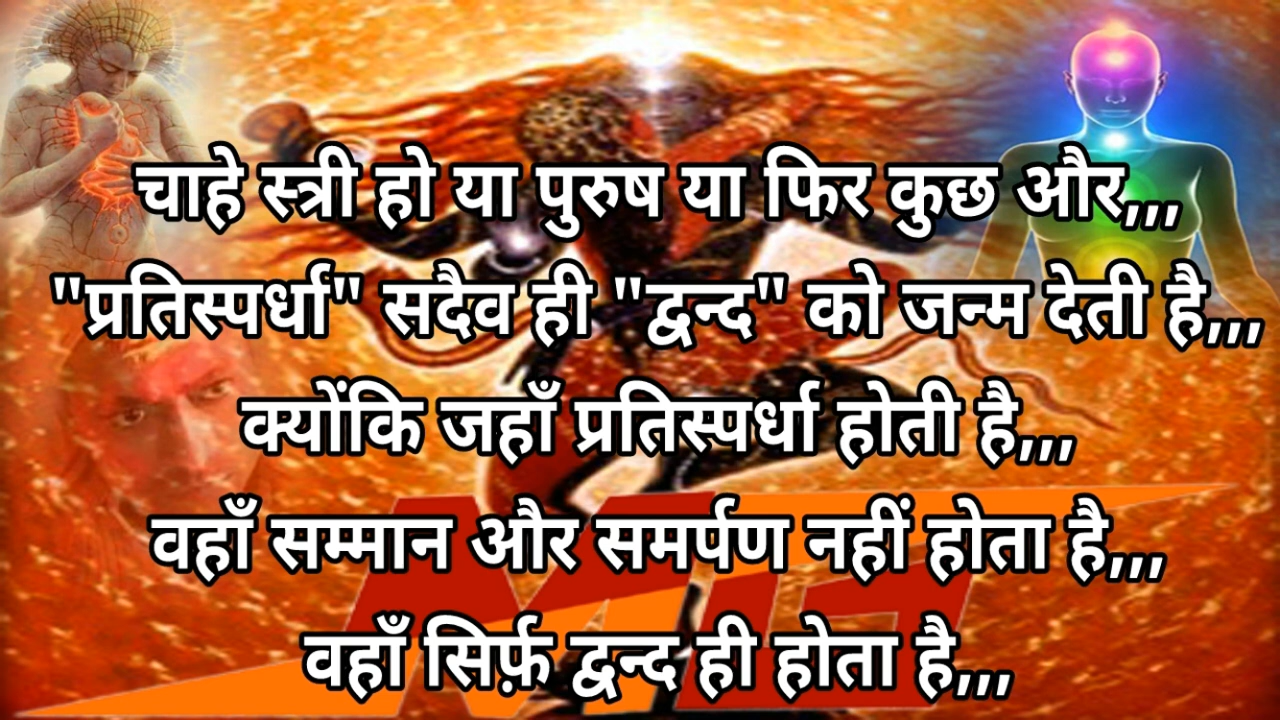 चाहे स्त्री हो या पुरुष या फिर कुछ और,,,
"प्रतिस्पर्धा" सदैव ही "द्वन्द" को जन्म देती है,,,
क्योंकि जहाँ प्रतिस्पर्धा होती है,,,
वहाँ सम्मान और समर्पण नहीं होता है,,,
वहाँ सिर्फ़ द्वन्द ही होता है,,,